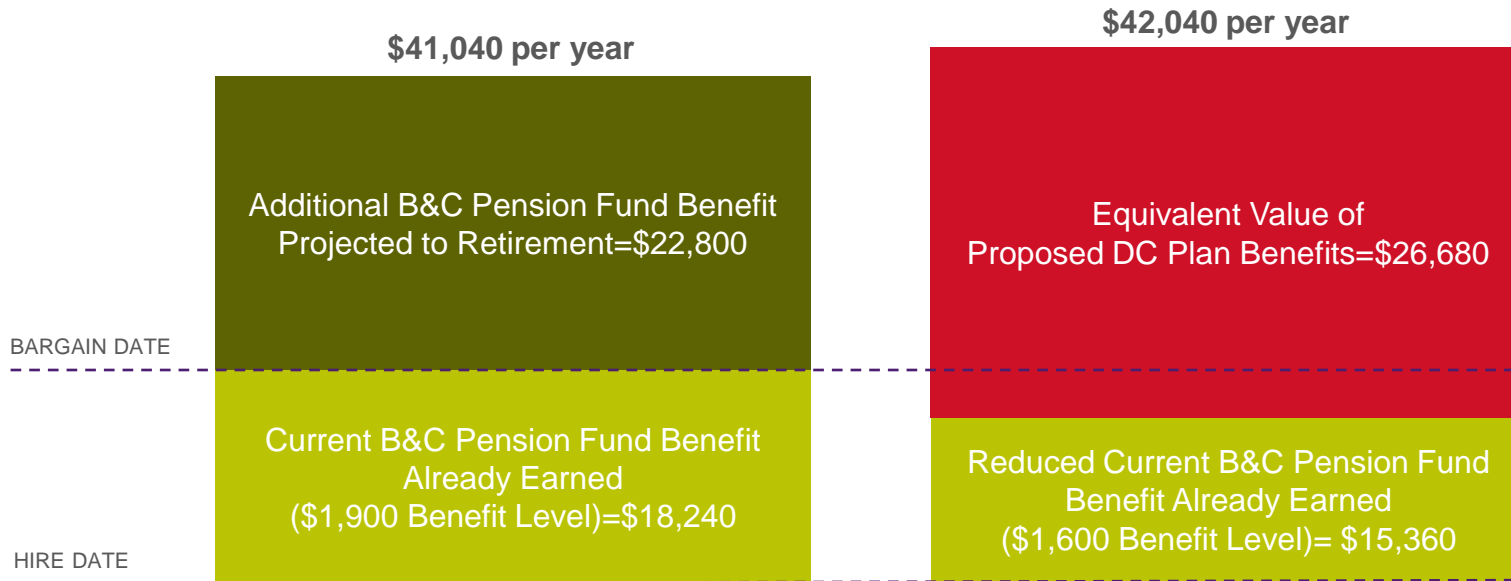 $41,040 per year
$42,040 per year
Additional B&C Pension Fund Benefit
Projected to Retirement=$22,800
Equivalent Value of
Proposed DC Plan Benefits=$26,680
BARGAIN DATE
Current B&C Pension Fund Benefit
Already Earned
($1,900 Benefit Level)=$18,240
Reduced Current B&C Pension Fund
Benefit Already Earned
($1,600 Benefit Level)= $15,360
HIRE DATE